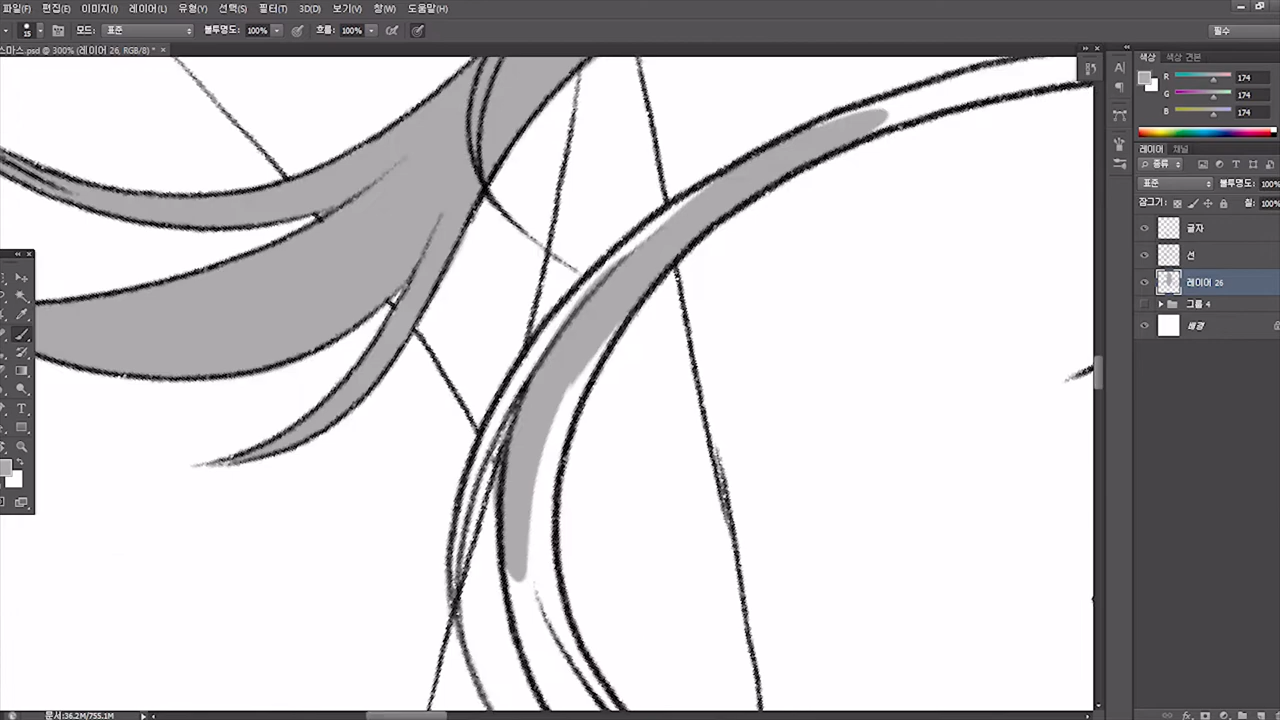 파일(F) 편집(E) 이미지(I) 레이어(L) 유형(Y) 선택(S) 필터(T) 3D(D) 보기(V) 창(W) 도움말(H)
15 모드: 표준 불투명도: 100% 흐름: 100% 필수
스마스.psd @ 300% (레이어 26, RGB/8) * ×
색상 색상 견본
R 174
G 174
B 174
레이어 채널
종류
표준 불투명도: 100%
잠그기: 칠: 100%
글자
선
레이어 26
그룹 4
배경
문서:36.2M/755.1M